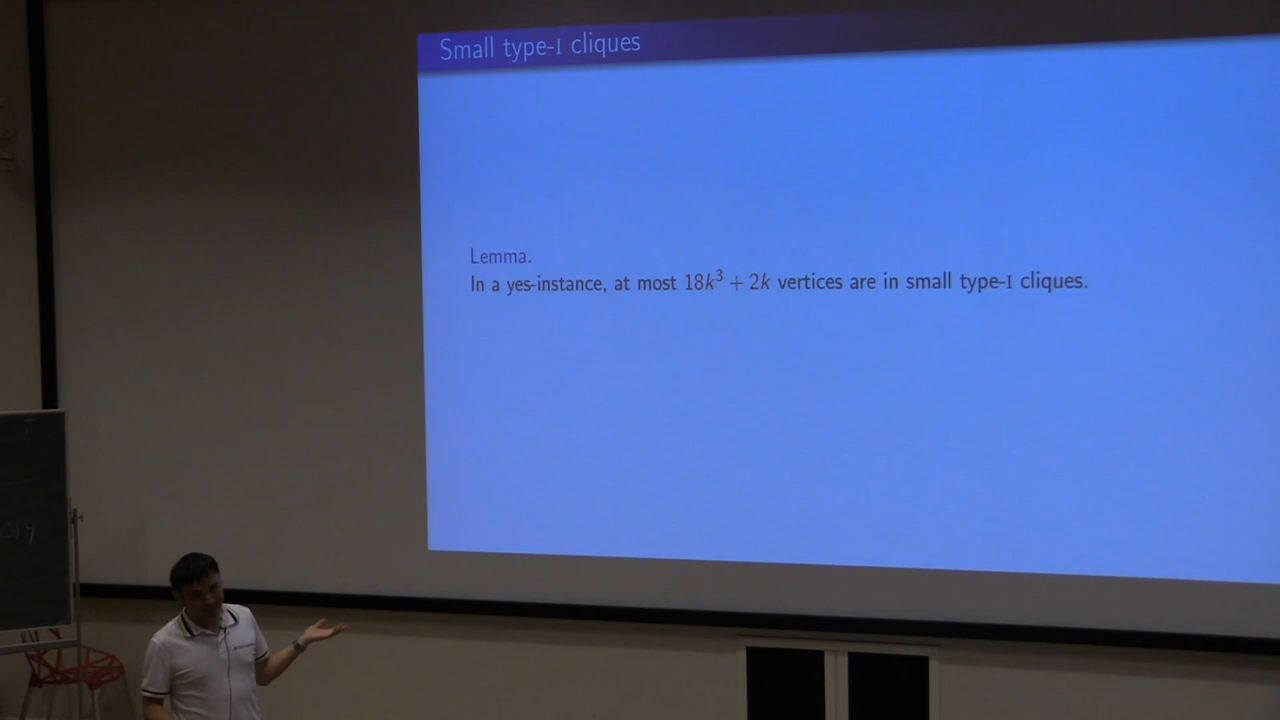 Small type-I cliques
Lemma.
In a yes-instance, at most 18k³ + 2k vertices are in small type-I cliques.